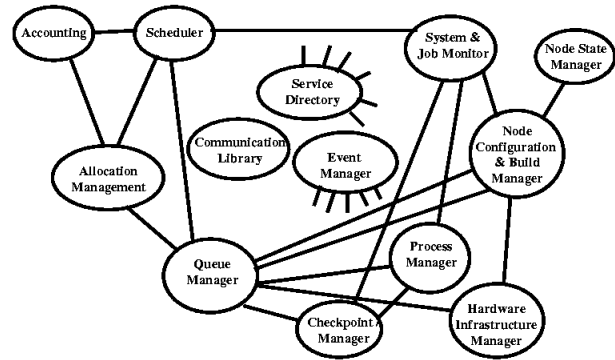 Accounting
Scheduler
System &
Job Monitor
Node State
Manager
Service
Directory
Communication
Library
Event
Manager
Node
Configuration
& Build
Manager
Allocation
Management
Queue
Manager
Process
Manager
Checkpoint
Manager
Hardware
Infrastructure
Manager